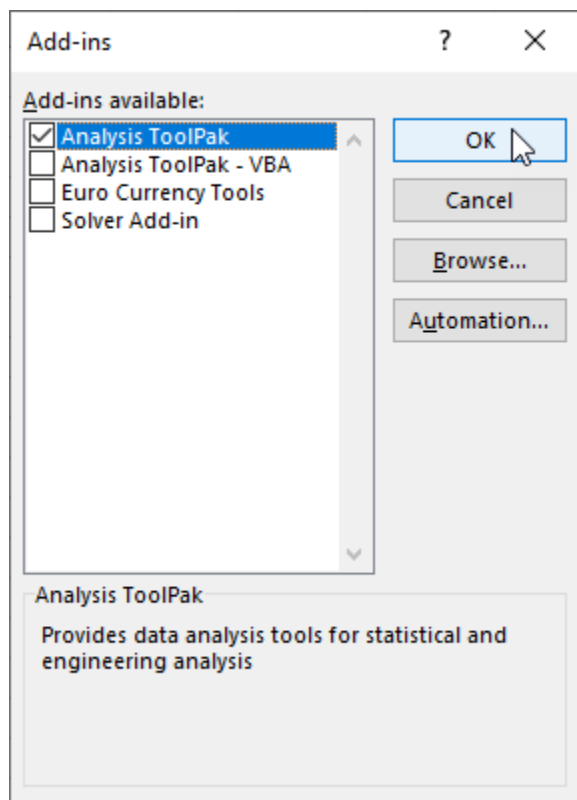 Add-ins
?
Add-ins available:
Analysis ToolPak
Analysis ToolPak - VBA
Euro Currency Tools
Solver Add-in
OK
Cancel
Browse...
Automation...
Analysis ToolPak
Provides data analysis tools for statistical and
engineering analysis